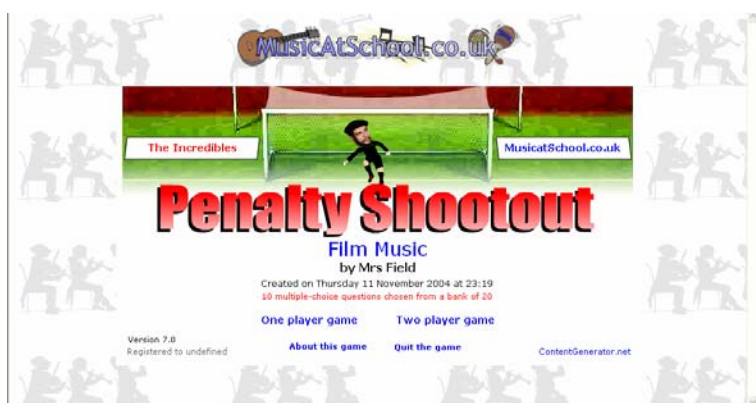 MusicAtSchool.co.uk
The Incredibles
MusicatSchool.co.uk
Penalty Shootout
Film Music
by Mrs Field
Created on Thursday 11 November 2004 at 23:19
10 multiple-choice questions chosen from a bank of 20
One player game Two player game
Version 7.0
Registered to undefined
About this game Quit the game
ContentGenerator.net